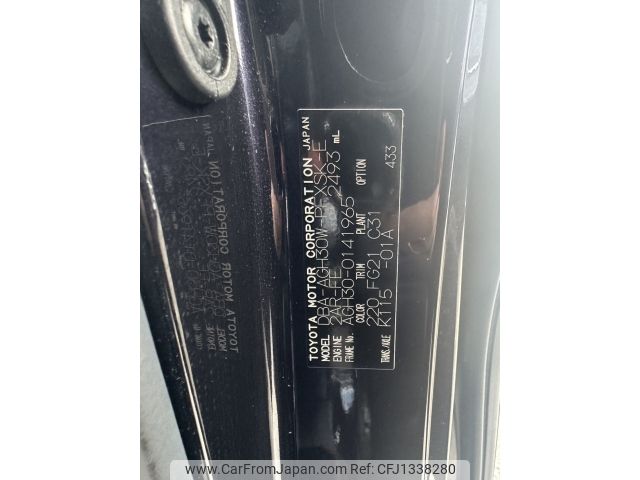 TOYOTA MOTOR CORPORATION JAPAN
MODEL DBA-AGH30W-PFXSK-E
ENGINE 2AR-FE 2493 mL
FRAME No. AGH30-0141965
COLOR TRIM PLANT OPTION
220 FG21 C31 433
TRANS./AXLE K115 -01A
www.CarFromJapan.com - CFJ1338280